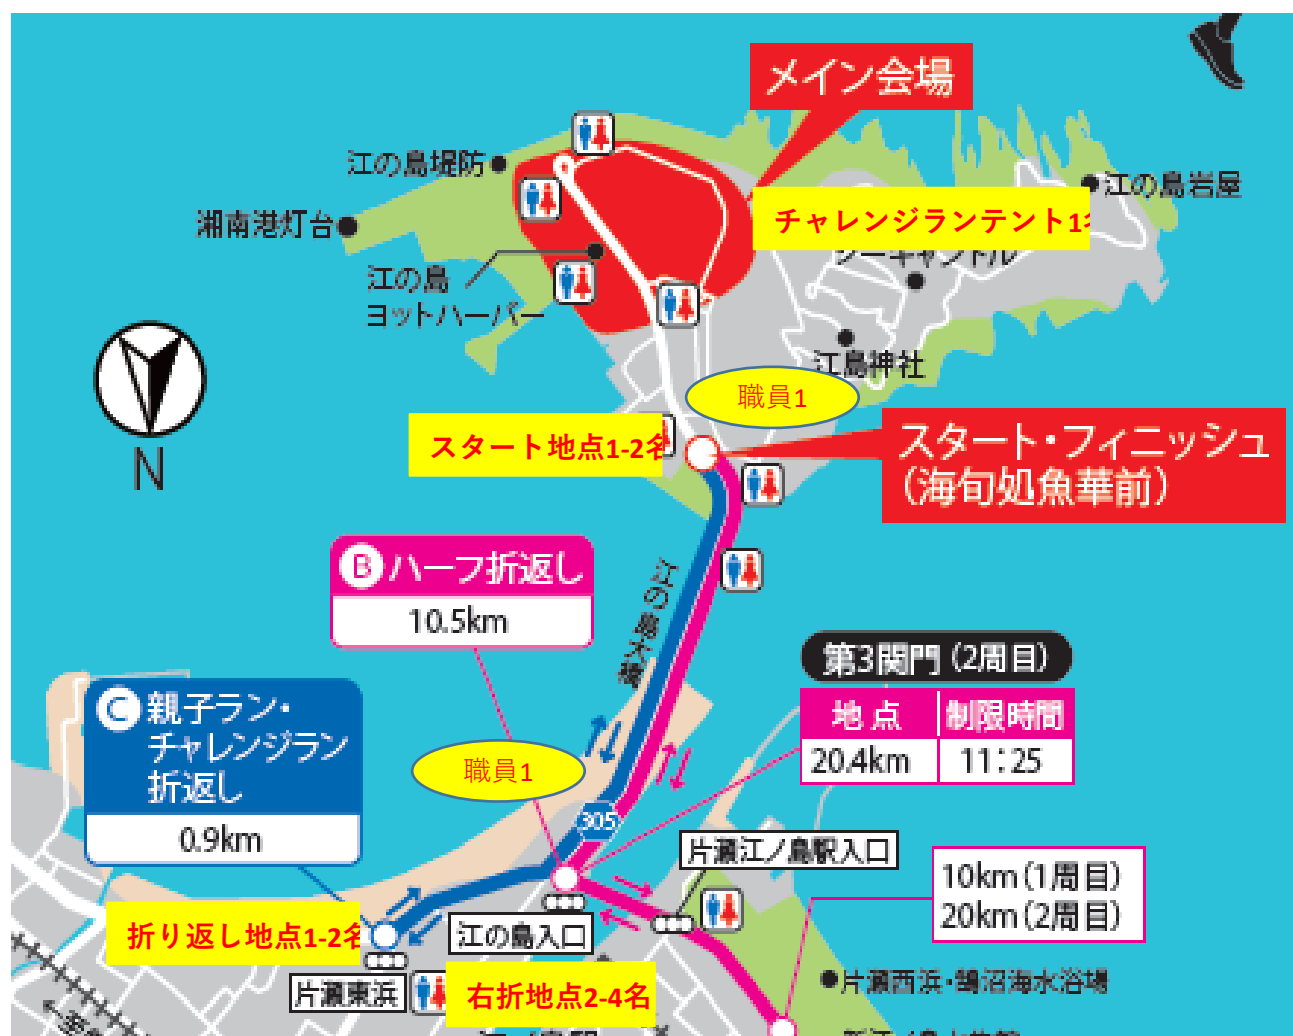 メイン会場
江の島堤防
江の島岩屋
チャレンジランテント1
湘南港灯台
シーキャンドル
江の島
ヨットハーバー
江島神社
N
職員1
スタート地点1-2名
スタート・フィニッシュ
（海旬処魚華前）
B ハーフ折返し
10.5km
江の島大橋
第3関門（2周目）
地点 制限時間
20.4km 11：25
C 親子ラン・
チャレンジラン
折返し
0.9km
職員1
305
片瀬江ノ島駅入口
10km（1周目）
20km（2周目）
折り返し地点1-2名
江の島入口
片瀬東浜
右折地点2-4名
片瀬西浜・鵠沼海水浴場